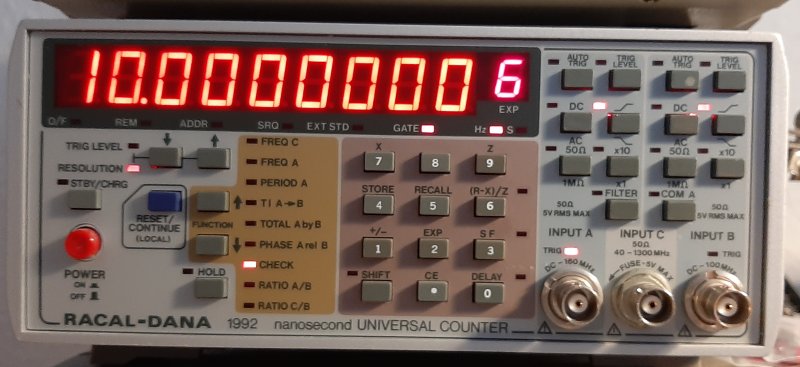 10.0000000 6
EXP
O/F REM ADDR SRQ EXT STD GATE Hz S
TRIG LEVEL
RESOLUTION
STBY/CHRG
RESET/
CONTINUE
(LOCAL)
FUNCTION
POWER
ON
OFF
HOLD
FREQ C
FREQ A
PERIOD A
T I A→B
TOTAL A by B
PHASE A rel B
CHECK
RATIO A/B
RATIO C/B
X Z
7 8 9
STORE RECALL (R-X)/Z
4 5 6
+/− EXP S F
1 2 3
SHIFT CE DELAY
• 0
AUTO
TRIG
TRIG
LEVEL
DC
AC
50Ω
1MΩ
x10
x1
FILTER
50Ω
5V RMS MAX
INPUT A
TRIG
DC-160 MHz
INPUT C
50Ω
40-1300 MHz
FUSE-5V MAX
AUTO
TRIG
TRIG
LEVEL
DC
AC
50Ω
1MΩ
x10
x1
COM A
50Ω
5V RMS MAX
INPUT B
TRIG
DC-100 MHz
RACAL-DANA 1992 nanosecond UNIVERSAL COUNTER